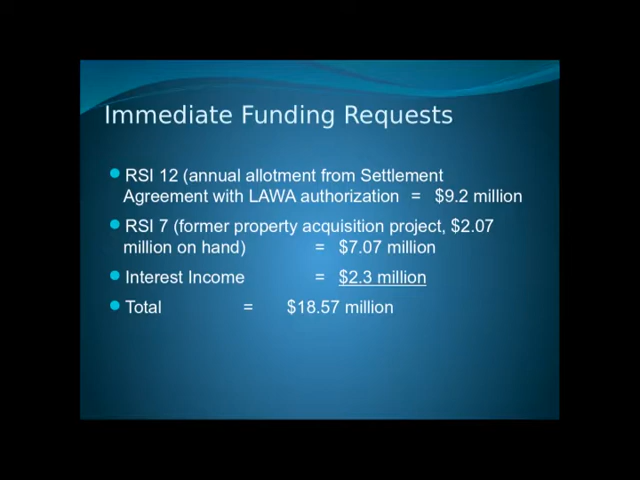 Immediate Funding Requests
RSI 12 (annual allotment from Settlement
Agreement with LAWA authorization = $9.2 million
RSI 7 (former property acquisition project, $2.07
million on hand) = $7.07 million
Interest Income = $2.3 million
Total = $18.57 million